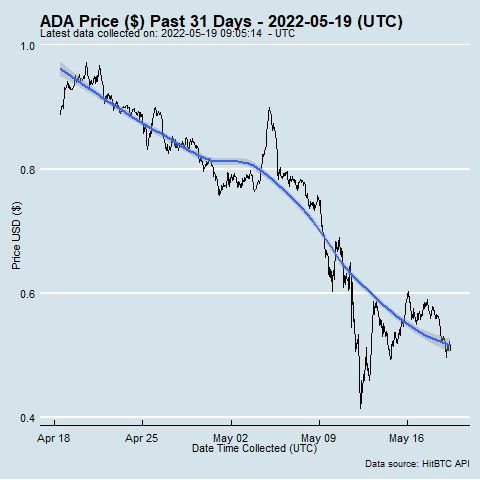 ADA Price ($) Past 31 Days - 2022-05-19 (UTC)
Latest data collected on: 2022-05-19 09:05:14 - UTC
1.0
0.8
0.6
0.4
Price USD ($)
Apr 18 Apr 25 May 02 May 09 May 16
Date Time Collected (UTC)
Data source: HitBTC API